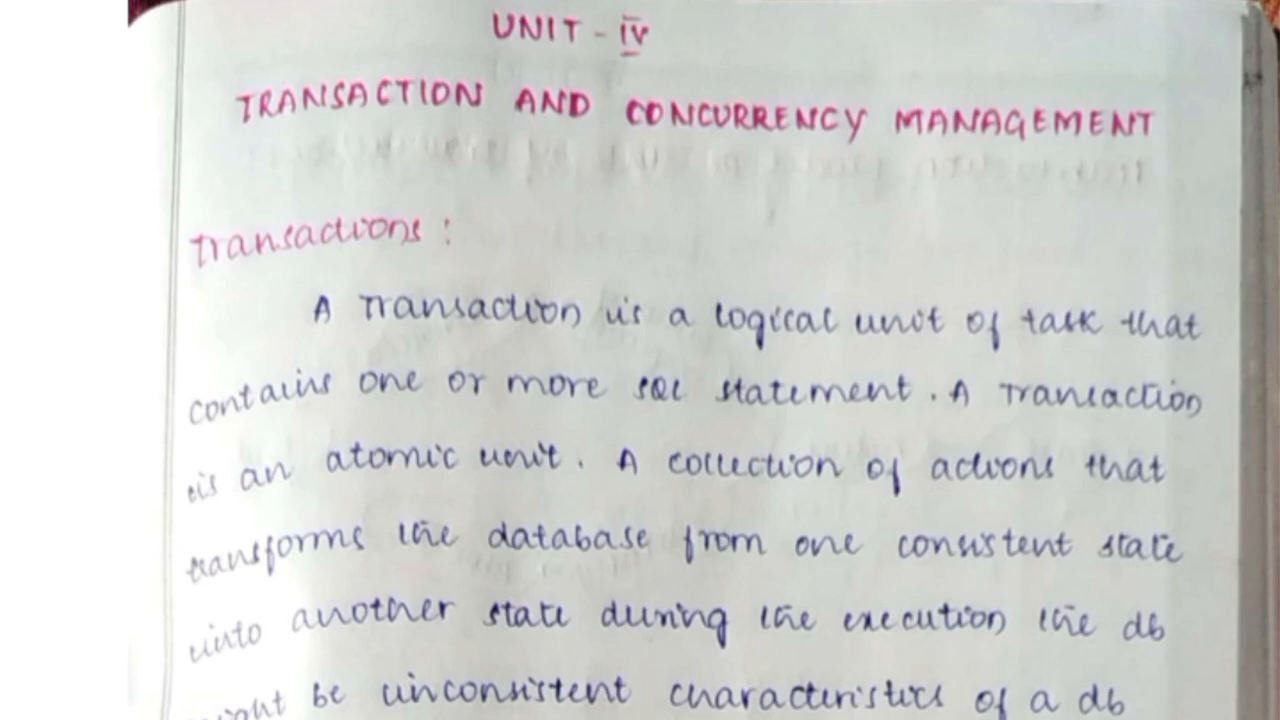 UNIT - IV
TRANSACTION AND CONCURRENCY MANAGEMENT
Transactions :
A Transaction is a logical unit of task that
contains one or more SQL statement. A Transaction
is an atomic unit. A collection of actions that
transforms the database from one consistent state
into another state during the execution the db
might be inconsistent characteristics of a db